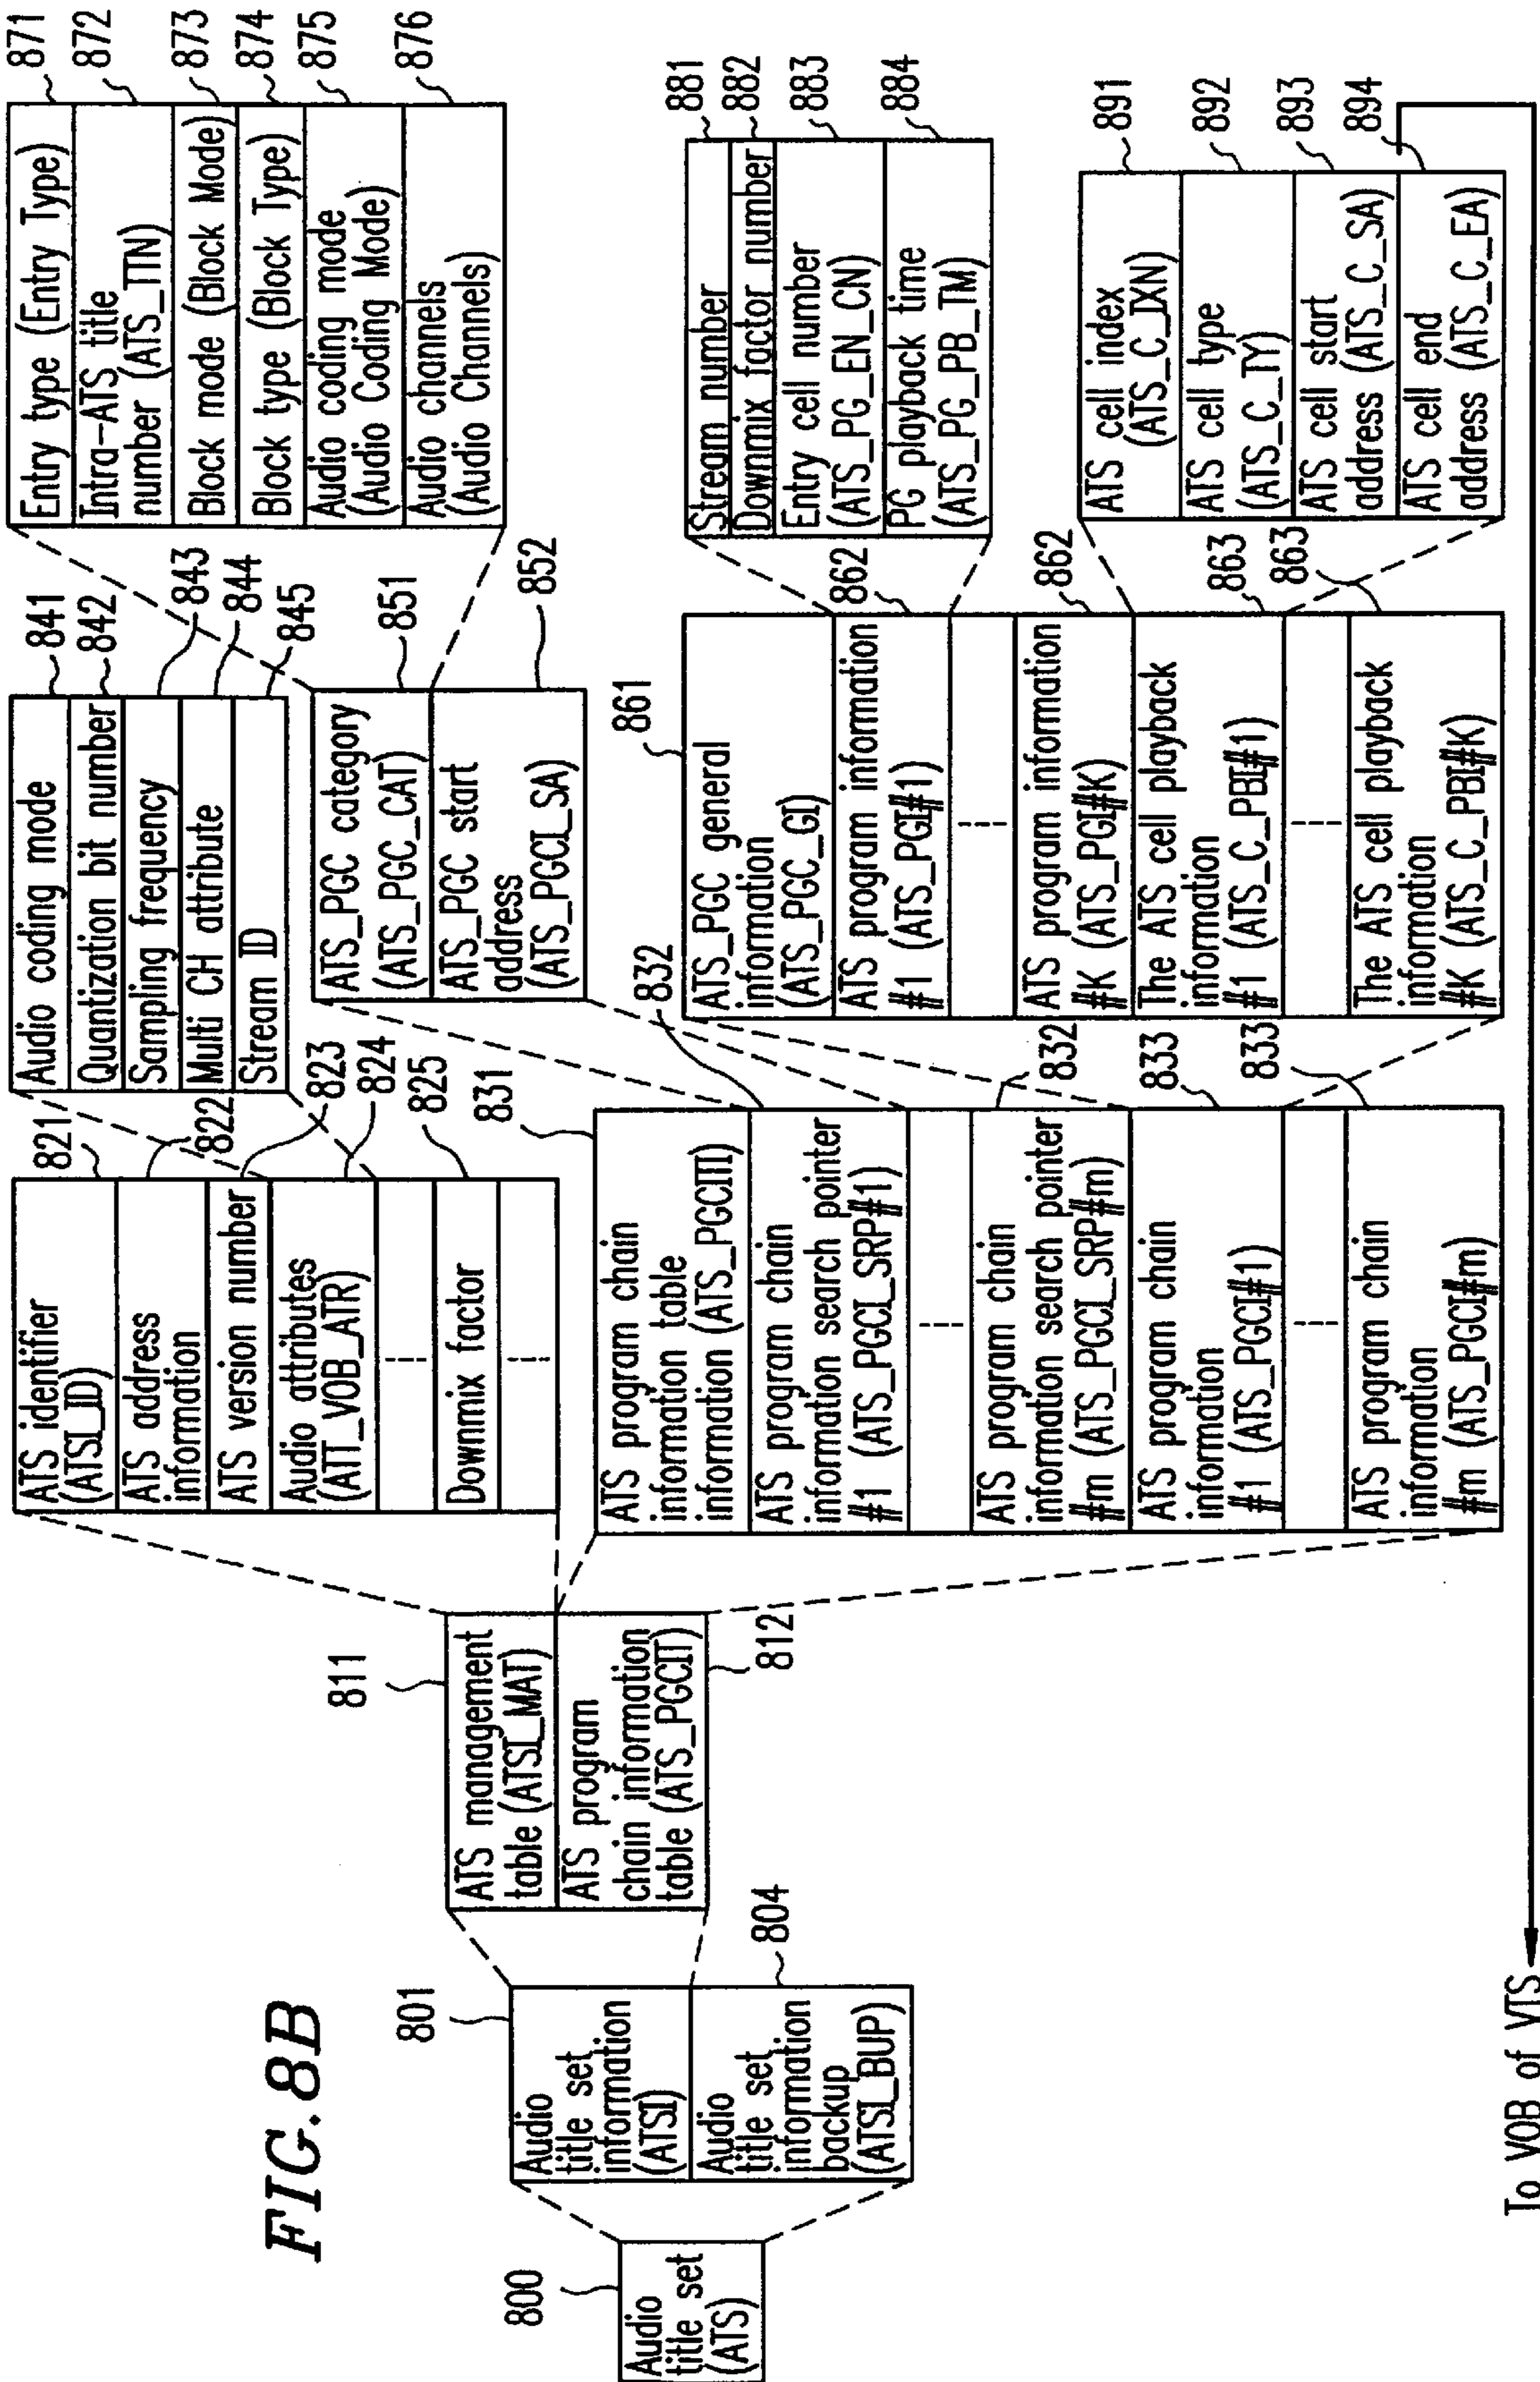 FIG.8B
800
Audio
title set
(ATS)
801
Audio
title set
information
(ATSI)
Audio
title set
information
backup
(ATSI_BUP)
804
811
ATS management
table (ATSI_MAT)
ATS program
chain information
table (ATS_PGCIT)
812
821
ATS identifier
(ATSI_ID)
822
ATS address
information
823
ATS version number
824
Audio attributes
(ATT_VOB_ATR)
825
Downmix factor
831
ATS program chain
information table
information (ATS_PGCITI)
832
ATS program chain
information search pointer
#1 (ATS_PGCI_SRP#1)
832
ATS program chain
information search pointer
#m (ATS_PGCI_SRP#m)
833
ATS program chain
information
#1 (ATS_PGCI#1)
833
ATS program chain
information
#m (ATS_PGCI#m)
841
Audio coding mode
842
Quantization bit number
843
Sampling frequency
844
Multi CH attribute
845
Stream ID
851
ATS_PGC category
(ATS_PGC_CAT)
852
ATS_PGC start
address
(ATS_PGCI_SA)
861
ATS_PGC general
information
(ATS_PGC_GI)
862
ATS program information
#1 (ATS_PGI#1)
862
ATS program information
#K (ATS_PGI#K)
863
The ATS cell playback
information
#1 (ATS_C_PBI#1)
863
The ATS cell playback
information
#K (ATS_C_PBI#K)
871
Entry type (Entry Type)
872
Intra-ATS title
number (ATS_TTN)
873
Block mode (Block Mode)
874
Block type (Block Type)
875
Audio coding mode
(Audio Coding Mode)
876
Audio channels
(Audio Channels)
881
Stream number
882
Downmix factor number
883
Entry cell number
(ATS_PG_EN_CN)
884
PG playback time
(ATS_PG_PB_TM)
891
ATS cell index
(ATS_C_IXN)
892
ATS cell type
(ATS_C_TY)
893
ATS cell start
address (ATS_C_SA)
894
ATS cell end
address (ATS_C_EA)
To VOB of VTS